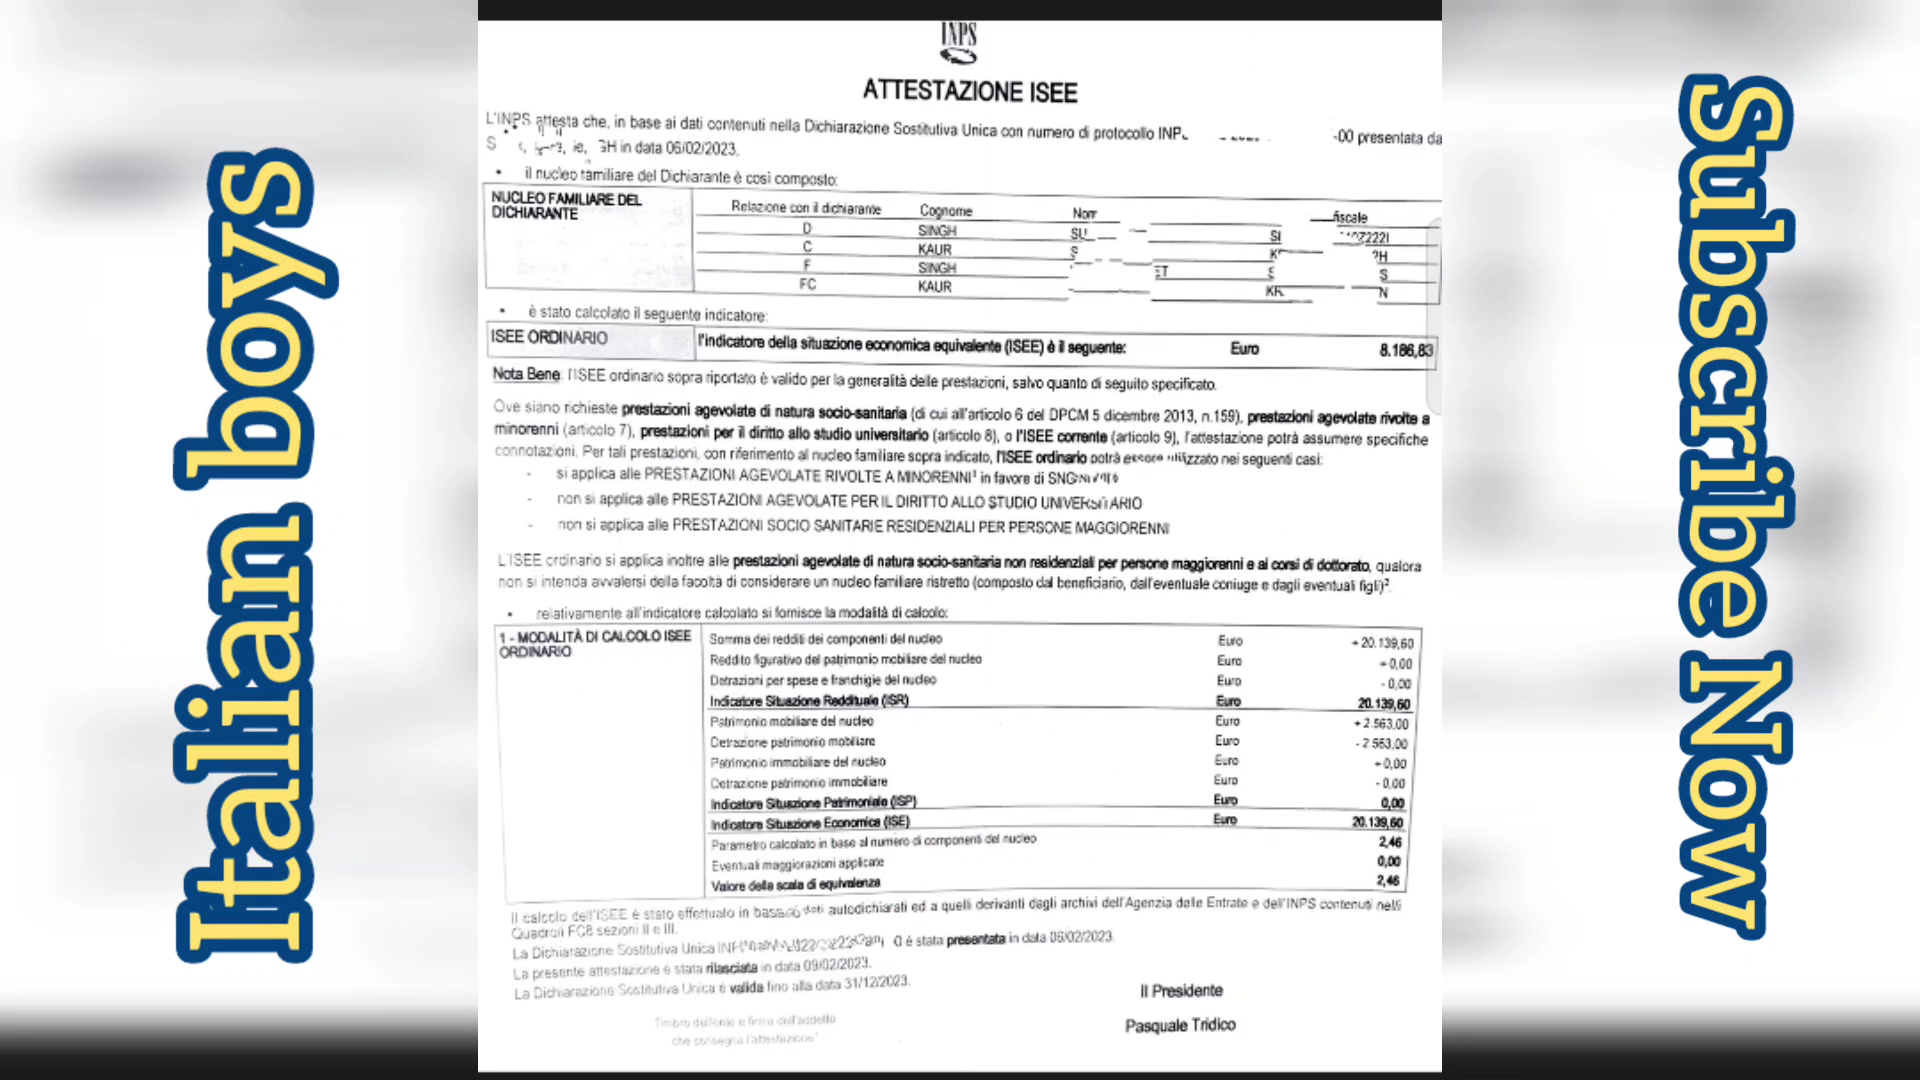 Italian boys
INPS
ATTESTAZIONE ISEE
L'INPS attesta che, in base ai dati contenuti nella Dichiarazione Sostitutiva Unica con numero di protocollo -00 presentata da
GH in data 06/02/2023,
• il nucleo familiare del Dichiarante è così composto:
NUCLEO FAMILIARE DEL DICHIARANTE
Relazione con il dichiarante Cognome fiscale
D SINGH
C KAUR
F SINGH
FC KAUR
• è stato calcolato il seguente indicatore:
ISEE ORDINARIO l'indicatore della situazione economica equivalente (ISEE) è il seguente: Euro 8.186,83
Nota Bene: l'ISEE ordinario sopra riportato è valido per la generalità delle prestazioni, salvo quanto di seguito specificato.
Ove siano richieste prestazioni agevolate di natura socio-sanitaria (di cui all'articolo 6 del DPCM 5 dicembre 2013, n.159), prestazioni agevolate rivolte a
minorenni (articolo 7), prestazioni per il diritto allo studio universitario (articolo 8), o l'ISEE corrente (articolo 9), l'attestazione potrà assumere specifiche
connotazioni. Per tali prestazioni, con riferimento al nucleo familiare sopra indicato, l'ISEE ordinario potrà essere utilizzato nei seguenti casi:
- si applica alle PRESTAZIONI AGEVOLATE RIVOLTE A MINORENNI¹ in favore di
- non si applica alle PRESTAZIONI AGEVOLATE PER IL DIRITTO ALLO STUDIO UNIVERSITARIO
- non si applica alle PRESTAZIONI SOCIO SANITARIE RESIDENZIALI PER PERSONE MAGGIORENNI
L'ISEE ordinario si applica inoltre alle prestazioni agevolate di natura socio-sanitaria non residenziali per persone maggiorenni e ai corsi di dottorato, qualora
non si intenda avvalersi della facoltà di considerare un nucleo familiare ristretto (composto dal beneficiario, dall'eventuale coniuge e dagli eventuali figli)².
• relativamente all'indicatore calcolato si fornisce la modalità di calcolo:
1 - MODALITÀ DI CALCOLO ISEE ORDINARIO
Somma dei redditi dei componenti del nucleo Euro + 20.139,60
Reddito figurativo del patrimonio mobiliare del nucleo Euro + 0,00
Detrazioni per spese e franchigie del nucleo Euro - 0,00
Indicatore Situazione Reddituale (ISR) Euro 20.139,60
Patrimonio mobiliare del nucleo Euro + 2.563,00
Detrazione patrimonio mobiliare Euro - 2.563,00
Patrimonio immobiliare del nucleo Euro + 0,00
Detrazione patrimonio immobiliare Euro - 0,00
Indicatore Situazione Patrimoniale (ISP) Euro 0,00
Indicatore Situazione Economica (ISE) Euro 20.139,60
Parametro calcolato in base al numero di componenti del nucleo 2,46
Eventuali maggiorazioni applicate 0,00
Valore della scala di equivalenza 2,46
Il calcolo dell'ISEE è stato effettuato in base ai dati autodichiarati ed a quelli derivanti dagli archivi dell'Agenzia delle Entrate e dell'INPS contenuti nelli
Quadroli FC8 sezioni II e III.
La Dichiarazione Sostitutiva Unica è stata presentata in data 06/02/2023.
La presente attestazione è stata rilasciata in data 09/02/2023.
La Dichiarazione Sostitutiva Unica è valida fino alla data 31/12/2023.
Timbro dell'ente e firma dell'addetto
che consegna l'attestazione
Il Presidente
Pasquale Tridico
Subscribe Now